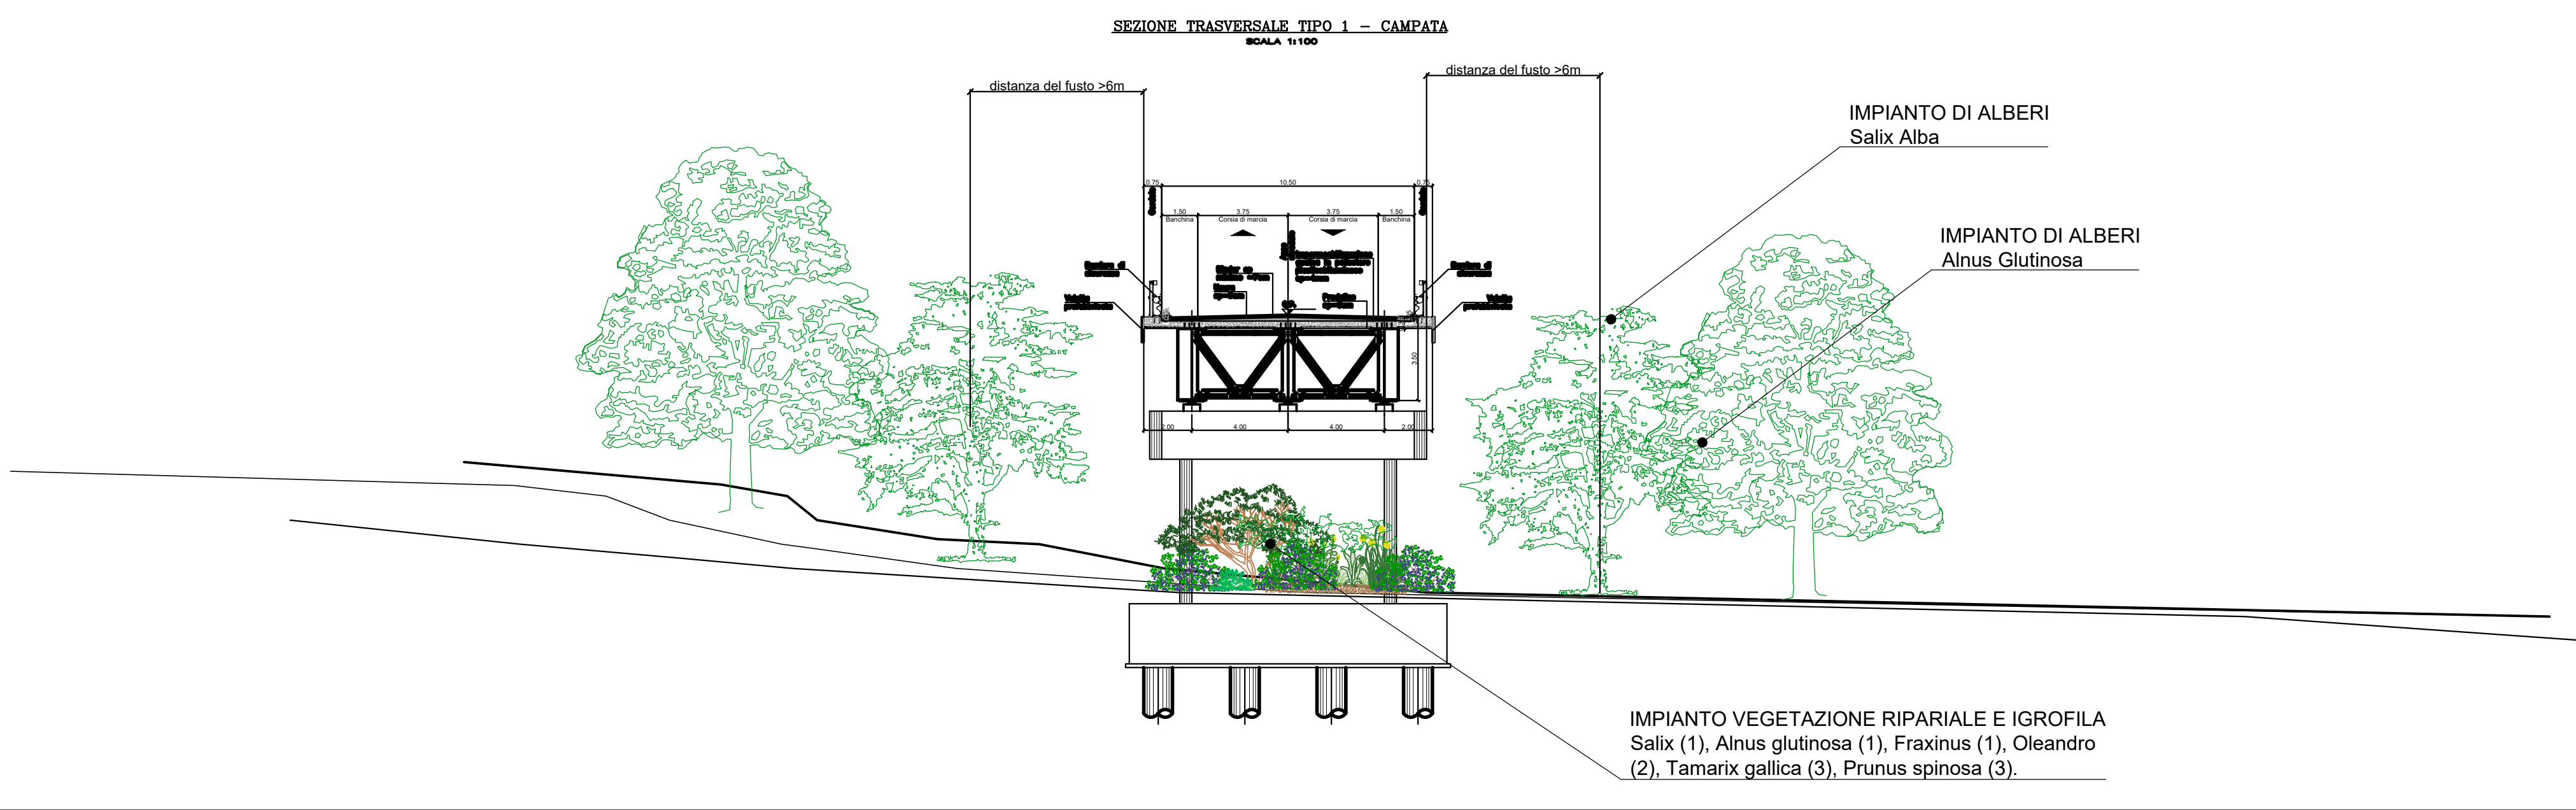 SEZIONE TRASVERSALE TIPO 1 - CAMPATA
SCALA 1:100
distanza del fusto >6m
distanza del fusto >6m
IMPIANTO DI ALBERI
Salix Alba
IMPIANTO DI ALBERI
Alnus Glutinosa
0.75
10.50
0.75
1.50
3.75
3.75
1.50
Banchina
Corsia di marcia
Corsia di marcia
Banchina
3.50
2.00
4.00
4.00
2.00
IMPIANTO VEGETAZIONE RIPARIALE E IGROFILA
Salix (1), Alnus glutinosa (1), Fraxinus (1), Oleandro
(2), Tamarix gallica (3), Prunus spinosa (3).